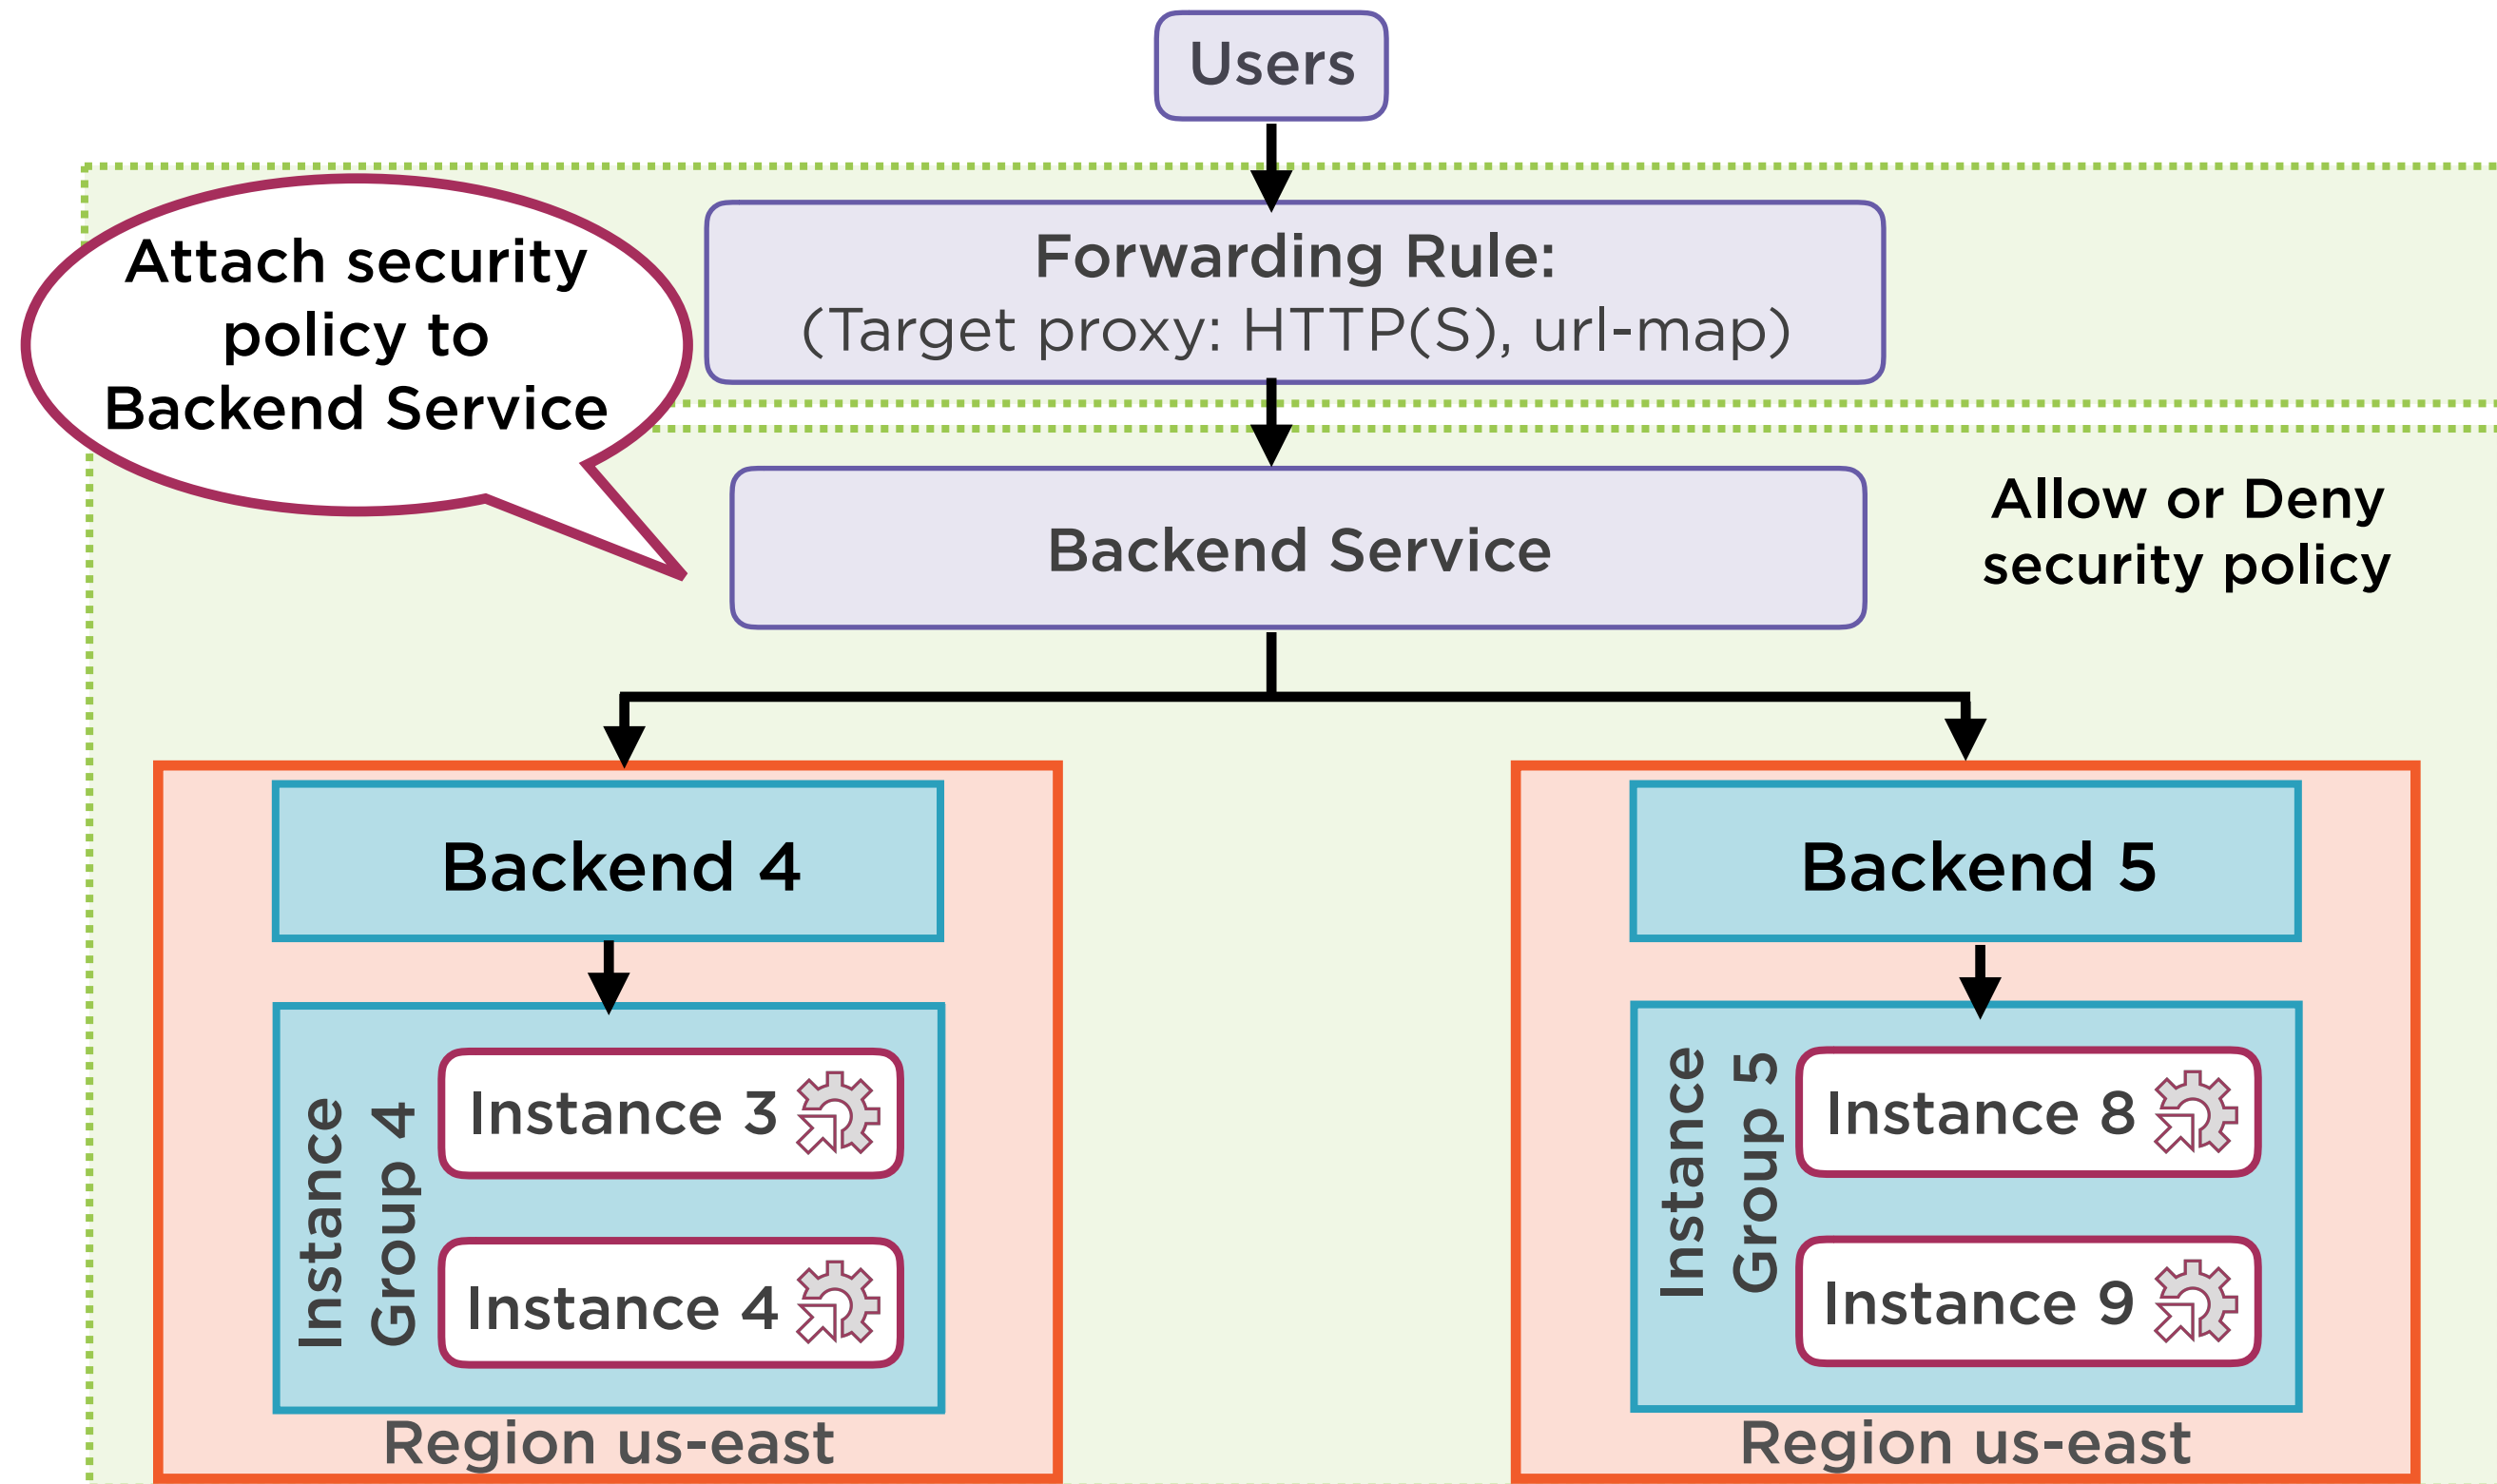 Users
Attach security
policy to
Backend Service
Forwarding Rule:
(Target proxy: HTTP(S), url-map)
Backend Service
Allow or Deny
security policy
Backend 4
Instance
Group 4
Instance 3
Instance 4
Region us-east
Backend 5
Instance
Group 5
Instance 8
Instance 9
Region us-east